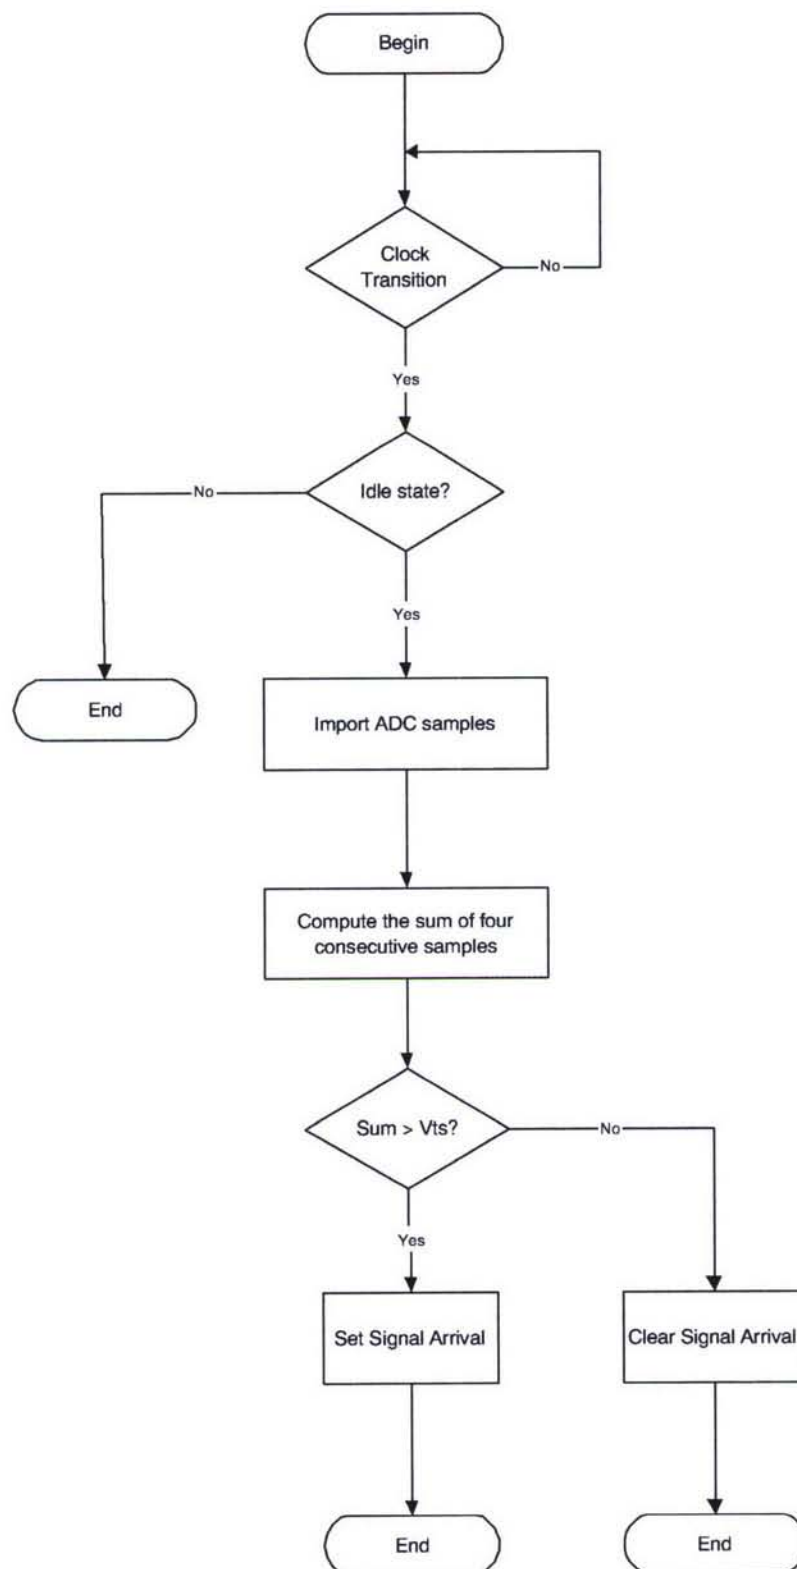 Begin
Clock
Transition
No
Yes
Idle state?
No
Yes
End
Import ADC samples
Compute the sum of four
consecutive samples
Sum > Vts?
No
Yes
Set Signal Arrival
Clear Signal Arrival
End
End